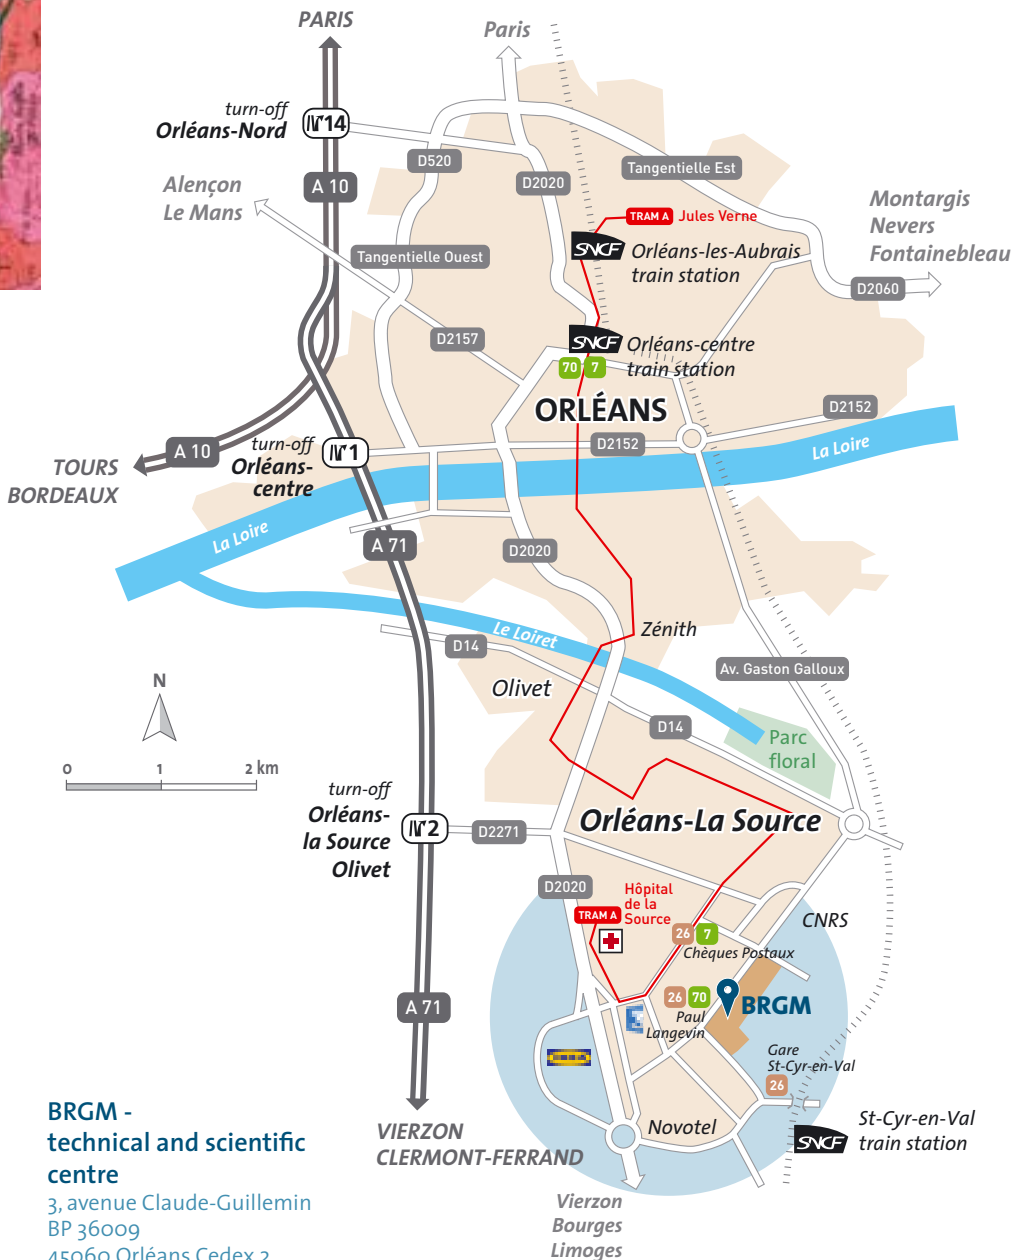 PARIS
Paris
turn-off
Orléans-Nord
14
A 10
D520
D2020
Tangentielle Est
Alençon
Le Mans
TRAM A Jules Verne
Montargis
Nevers
Fontainebleau
SNCF
Orléans-les-Aubrais
train station
Tangentielle Ouest
D2060
D2157
SNCF
Orléans-centre
train station
70 7
ORLÉANS
D2152
D2152
A 10
TOURS
BORDEAUX
turn-off
Orléans-
centre
1
La Loire
La Loire
A 71
D2020
Le Loiret
Zénith
D14
Av. Gaston Galloux
Olivet
N
D14
Parc
floral
0 1 2 km
turn-off
Orléans-
la Source
Olivet
2
D2271
Orléans-La Source
D2020
Hôpital
de la
Source
TRAM A
CNRS
26 7
Chèques Postaux
26 70
Paul
Langevin
BRGM
A 71
Gare
St-Cyr-en-Val
26
BRGM -
technical and scientific
centre
3, avenue Claude-Guillemin
BP 36009
45060 Orléans Cedex 2
VIERZON
CLERMONT-FERRAND
Novotel
SNCF
St-Cyr-en-Val
train station
Vierzon
Bourges
Limoges